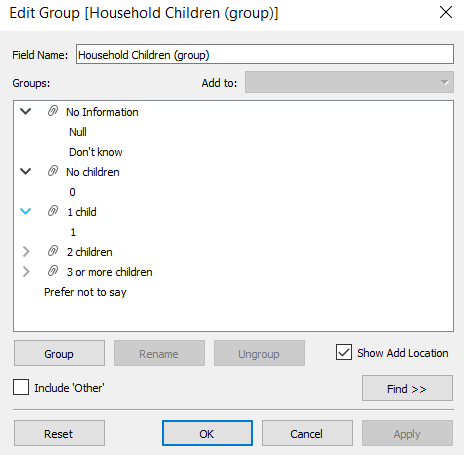 Edit Group [Household Children (group)]
Field Name: Household Children (group)
Groups: Add to:
No Information
Null
Don't know
No children
0
1 child
1
2 children
3 or more children
Prefer not to say
Group Rename Ungroup Show Add Location
Include 'Other' Find >>
Reset OK Cancel Apply